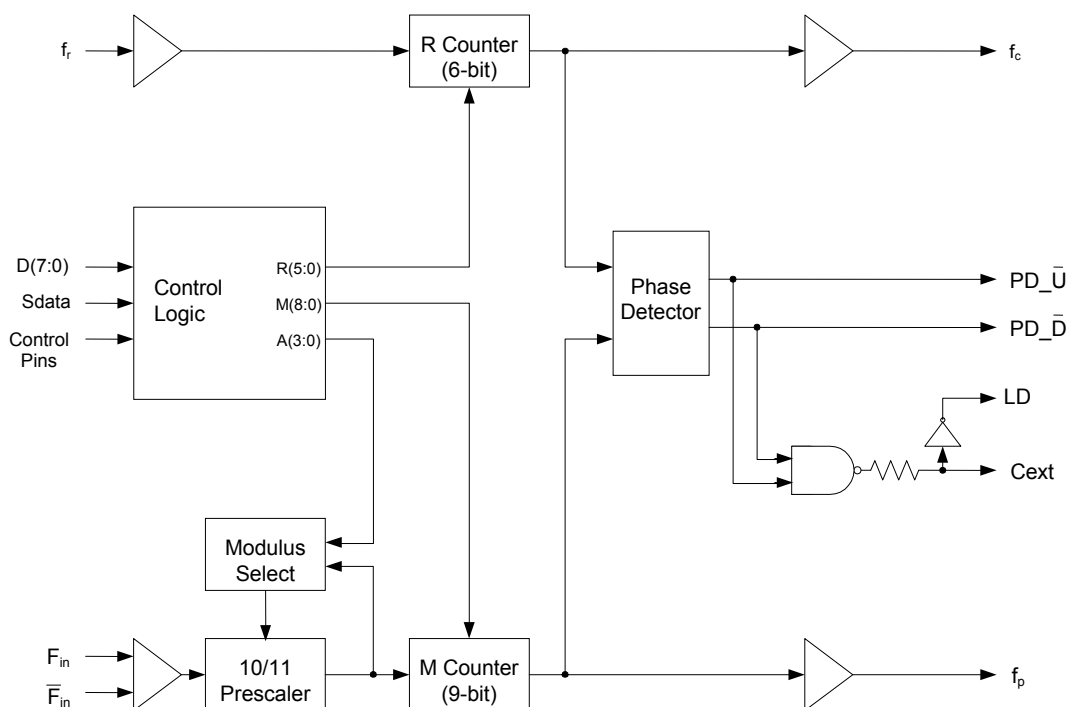 f_r
R Counter
(6-bit)
f_c
D(7:0)
Sdata
Control
Pins
Control
Logic
R(5:0)
M(8:0)
A(3:0)
Phase
Detector
PD_Ū
PD_D̄
LD
Cext
Modulus
Select
F_in
F̄_in
10/11
Prescaler
M Counter
(9-bit)
f_p